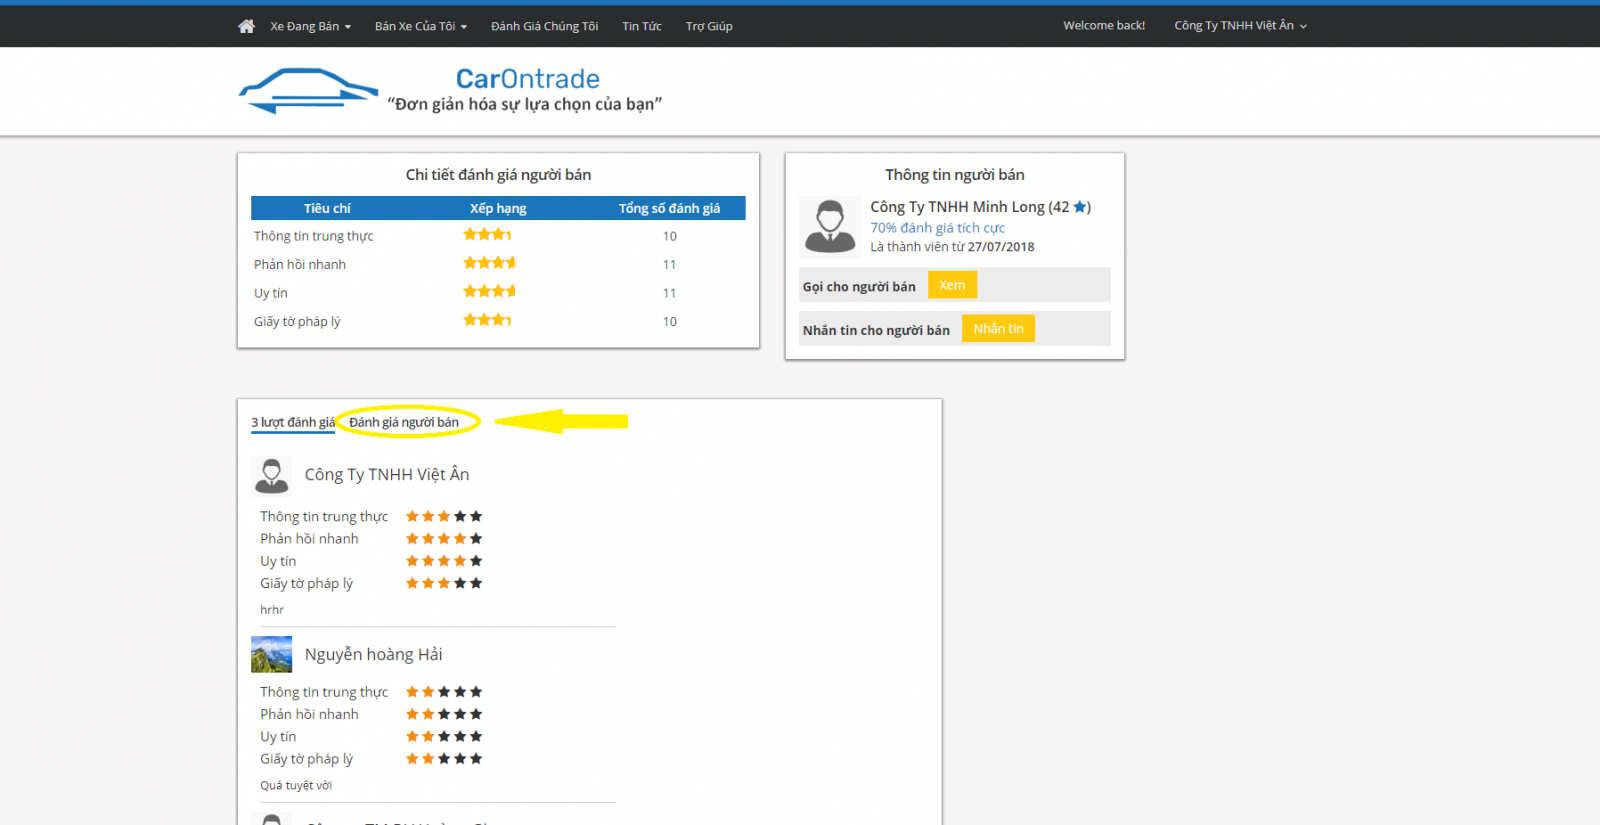 Xe Đang Bán Bán Xe Của Tôi Đánh Giá Chúng Tôi Tin Tức Trợ Giúp Welcome back! Công Ty TNHH Việt Ân
CarOntrade
“Đơn giản hóa sự lựa chọn của bạn”
Chi tiết đánh giá người bán
Tiêu chí Xếp hạng Tổng số đánh giá
Thông tin trung thực 10
Phản hồi nhanh 11
Uy tín 11
Giấy tờ pháp lý 10
Thông tin người bán
Công Ty TNHH Minh Long (42 ★)
70% đánh giá tích cực
Là thành viên từ 27/07/2018
Gọi cho người bán Xem
Nhắn tin cho người bán Nhắn tin
3 lượt đánh giá Đánh giá người bán
Công Ty TNHH Việt Ân
Thông tin trung thực
Phản hồi nhanh
Uy tín
Giấy tờ pháp lý
hrhr
Nguyễn hoàng Hải
Thông tin trung thực
Phản hồi nhanh
Uy tín
Giấy tờ pháp lý
Quá tuyệt vời